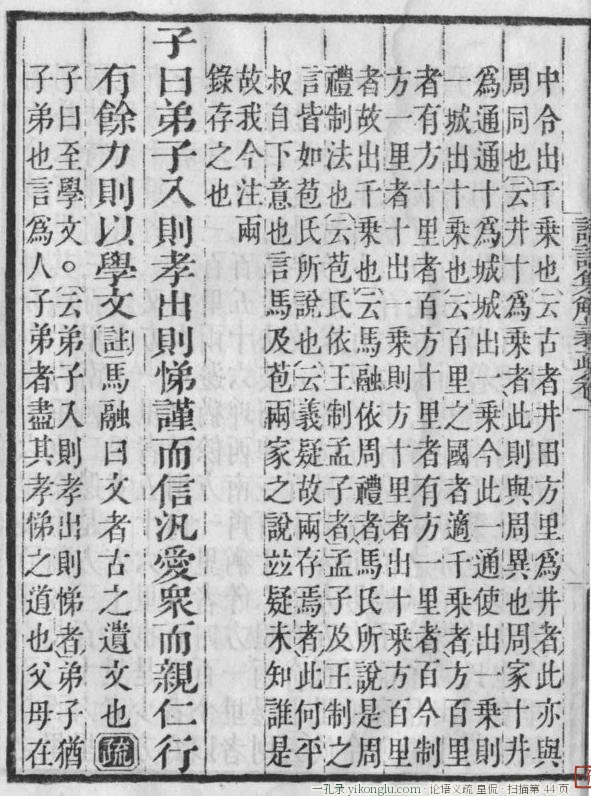 中令出千乘也云古者井田方里爲井者此亦與
周同也云井十爲乘者此則與周異也周家十井
爲通通十爲城城出一乘今此一通使出一乘則
一城出十乘也云百里之國者適千乘者方百里
者有方十里者百方十里者有方一里者百今制
方一里者十出一乘則方十里者出十乘方百里
者故出千乘也云馬融依周禮者馬氏所說是周
禮制法也云苞氏依王制孟子者孟子及王制之
言皆如苞氏所說也云義疑故兩存焉者此何平
叔自下意也言馬及苞兩家之說竝疑未知誰是
故我今注兩
錄存之也
子曰弟子入則孝出則悌謹而信汎愛衆而親仁行
有餘力則以學文註馬融曰文者古之遺文也疏
子曰至學文○云弟子入則孝出則悌者弟子猶
子弟也言爲人子弟者盡其孝悌之道也父母在
論語集解義疏卷一
一孔录 yikonglu.com · 论语义疏 皇侃 · 扫描第 44 页